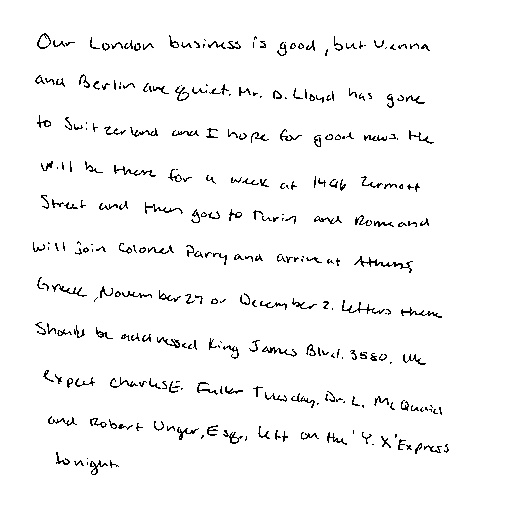 Our London business is good, but Vienna
and Berlin are quiet. Mr. D. Lloyd has gone
to Switzerland and I hope for good news. He
will be there for a week at 1496 Zermott
Street and then goes to Turin and Rome and
will join Colonel Parry and arrive at Athens,
Greece, November 27 or December 2. Letters there
should be addressed King James Blvd. 3580. We
expect Charles E. Fuller Tuesday. Dr. L. McQuaid
and Robert Unger, Esq., left on the 'Y. X' Express
tonight.